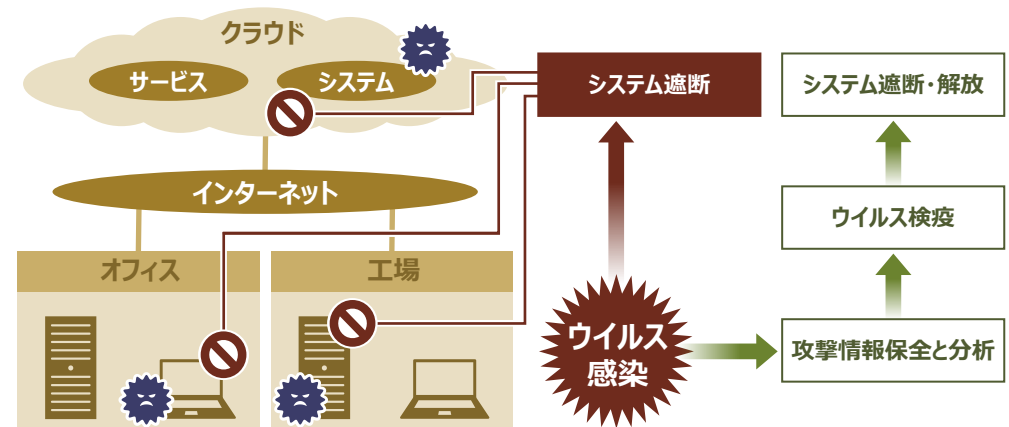 クラウド
サービス
システム
インターネット
オフィス
工場
システム遮断
ウイルス
感染
システム遮断・解放
ウイルス検疫
攻撃情報保全と分析